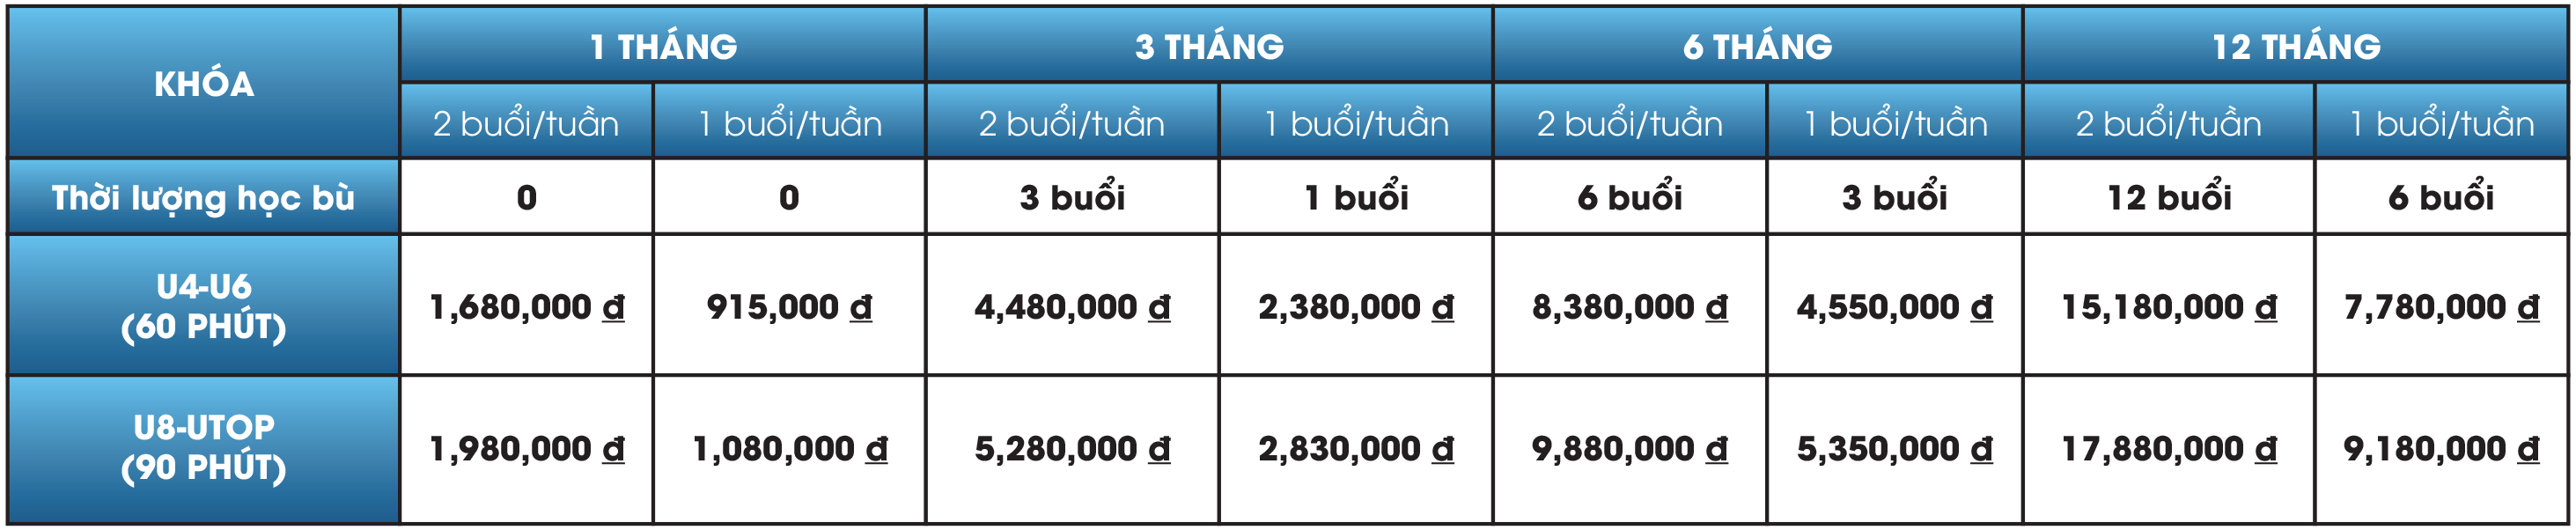 KHÓA 1 THÁNG 3 THÁNG 6 THÁNG 12 THÁNG
2 buổi/tuần 1 buổi/tuần 2 buổi/tuần 1 buổi/tuần 2 buổi/tuần 1 buổi/tuần 2 buổi/tuần 1 buổi/tuần
Thời lượng học bù 0 0 3 buổi 1 buổi 6 buổi 3 buổi 12 buổi 6 buổi
U4-U6
(60 PHÚT)
1,680,000 đ 915,000 đ 4,480,000 đ 2,380,000 đ 8,380,000 đ 4,550,000 đ 15,180,000 đ 7,780,000 đ
U8-UTOP
(90 PHÚT)
1,980,000 đ 1,080,000 đ 5,280,000 đ 2,830,000 đ 9,880,000 đ 5,350,000 đ 17,880,000 đ 9,180,000 đ